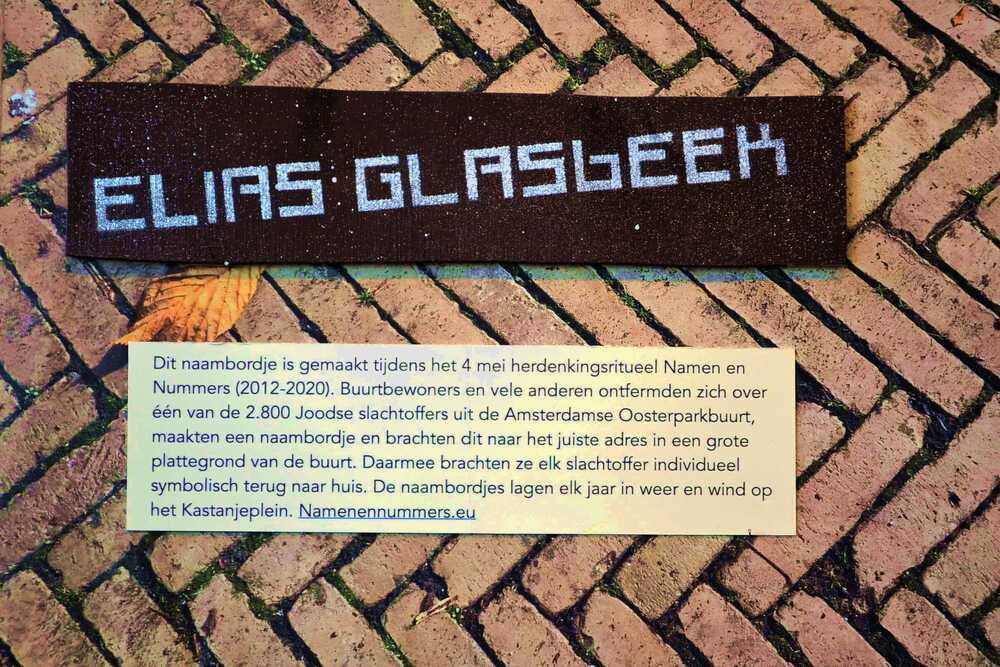 ELIAS GLASBEEK
Dit naambordje is gemaakt tijdens het 4 mei herdenkingsritueel Namen en
Nummers (2012-2020). Buurtbewoners en vele anderen ontfermden zich over
één van de 2.800 Joodse slachtoffers uit de Amsterdamse Oosterparkbuurt,
maakten een naambordje en brachten dit naar het juiste adres in een grote
plattegrond van de buurt. Daarmee brachten ze elk slachtoffer individueel
symbolisch terug naar huis. De naambordjes lagen elk jaar in weer en wind op
het Kastanjeplein. Namenennummers.eu